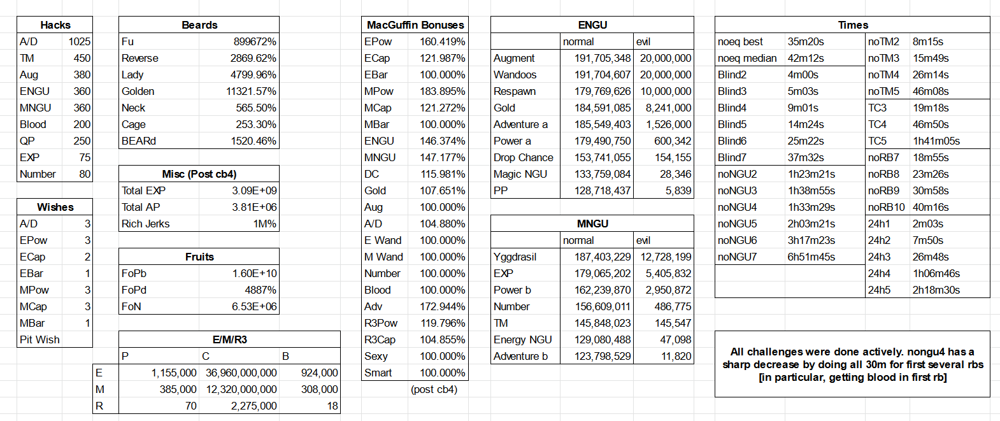 Hacks
A/D 1025
TM 450
Aug 380
ENGU 360
MNGU 360
Blood 200
QP 250
EXP 75
Number 80
Wishes
A/D 3
EPow 3
ECap 2
EBar 1
MPow 3
MCap 3
MBar 1
Pit Wish
Beards
Fu 899672%
Reverse 2869.62%
Lady 4799.96%
Golden 11321.57%
Neck 565.50%
Cage 253.30%
BEARd 1520.46%
Misc (Post cb4)
Total EXP 3.09E+09
Total AP 3.81E+06
Rich Jerks 1M%
Fruits
FoPb 1.60E+10
FoPd 4887%
FoN 6.53E+06
E/M/R3
P C B
E 1,155,000 36,960,000,000 924,000
M 385,000 12,320,000,000 308,000
R 70 2,275,000 18
MacGuffin Bonuses
EPow 160.419%
ECap 121.987%
EBar 100.000%
MPow 183.895%
MCap 121.272%
MBar 100.000%
ENGU 146.374%
MNGU 147.177%
DC 115.981%
Gold 107.651%
Aug 100.000%
A/D 104.880%
E Wand 100.000%
M Wand 100.000%
Number 100.000%
Blood 100.000%
Adv 172.944%
R3Pow 119.796%
R3Cap 104.855%
Sexy 100.000%
Smart 100.000%
(post cb4)
ENGU
normal evil
Augment 191,705,348 20,000,000
Wandoos 191,704,607 20,000,000
Respawn 179,769,626 10,000,000
Gold 184,591,085 8,241,000
Adventure a 185,549,403 1,526,000
Power a 179,490,750 600,342
Drop Chance 153,741,055 154,155
Magic NGU 133,759,084 28,346
PP 128,718,437 5,839
MNGU
normal evil
Yggdrasil 187,403,229 12,728,199
EXP 179,065,202 5,405,832
Power b 162,239,870 2,950,872
Number 156,609,011 486,775
TM 145,848,023 145,547
Energy NGU 129,080,488 47,098
Adventure b 123,798,529 11,820
Times
noeq best 35m20s noTM2 8m15s
noeq median 42m12s noTM3 15m49s
Blind2 4m00s noTM4 26m14s
Blind3 5m03s noTM5 46m08s
Blind4 9m01s TC3 19m18s
Blind5 14m24s TC4 46m50s
Blind6 25m22s TC5 1h41m05s
Blind7 37m32s noRB7 18m55s
noNGU2 1h23m21s noRB8 23m26s
noNGU3 1h38m55s noRB9 30m58s
noNGU4 1h33m29s noRB10 40m16s
noNGU5 2h03m21s 24h1 2m03s
noNGU6 3h17m23s 24h2 7m50s
noNGU7 6h51m45s 24h3 26m48s
24h4 1h06m46s
24h5 2h18m30s
All challenges were done actively. nongu4 has a
sharp decrease by doing all 30m for first several rbs
[in particular, getting blood in first rb]